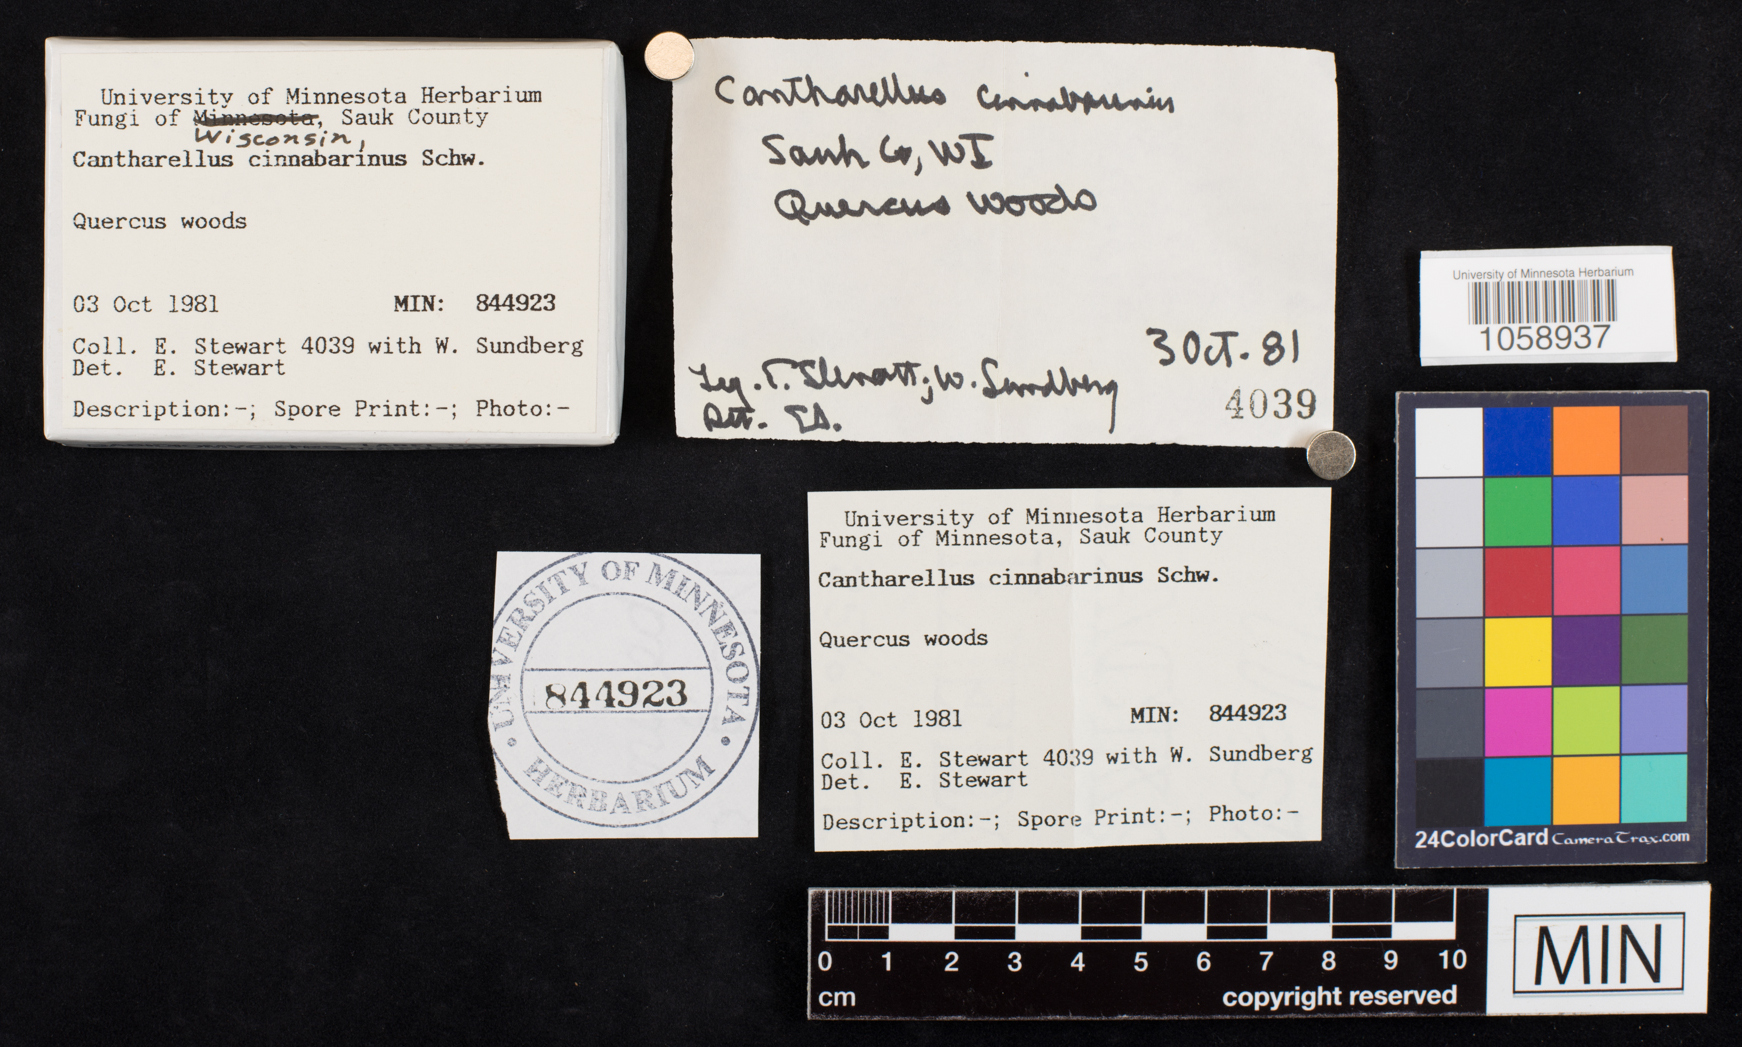 University of Minnesota Herbarium
Fungi of Minnesota, Sauk County
Wisconsin,
Cantharellus cinnabarinus Schw.
Quercus woods
03 Oct 1981 MIN: 844923
Coll. E. Stewart 4039 with W. Sundberg
Det. E. Stewart
Description:-; Spore Print:-; Photo:-
Cantharellus cinnabarinus
Sauk Co, WI
Quercus woods
3 Oct. 81
Leg. E. Stewart; W. Sundberg
Det. ES.
4039
University of Minnesota Herbarium
1058937
UNIVERSITY OF MINNESOTA
844923
HERBARIUM
University of Minnesota Herbarium
Fungi of Minnesota, Sauk County
Cantharellus cinnabarinus Schw.
Quercus woods
03 Oct 1981 MIN: 844923
Coll. E. Stewart 4039 with W. Sundberg
Det. E. Stewart
Description:-; Spore Print:-; Photo:-
24ColorCard CameraTrax.com
0 1 2 3 4 5 6 7 8 9 10
cm copyright reserved
MIN